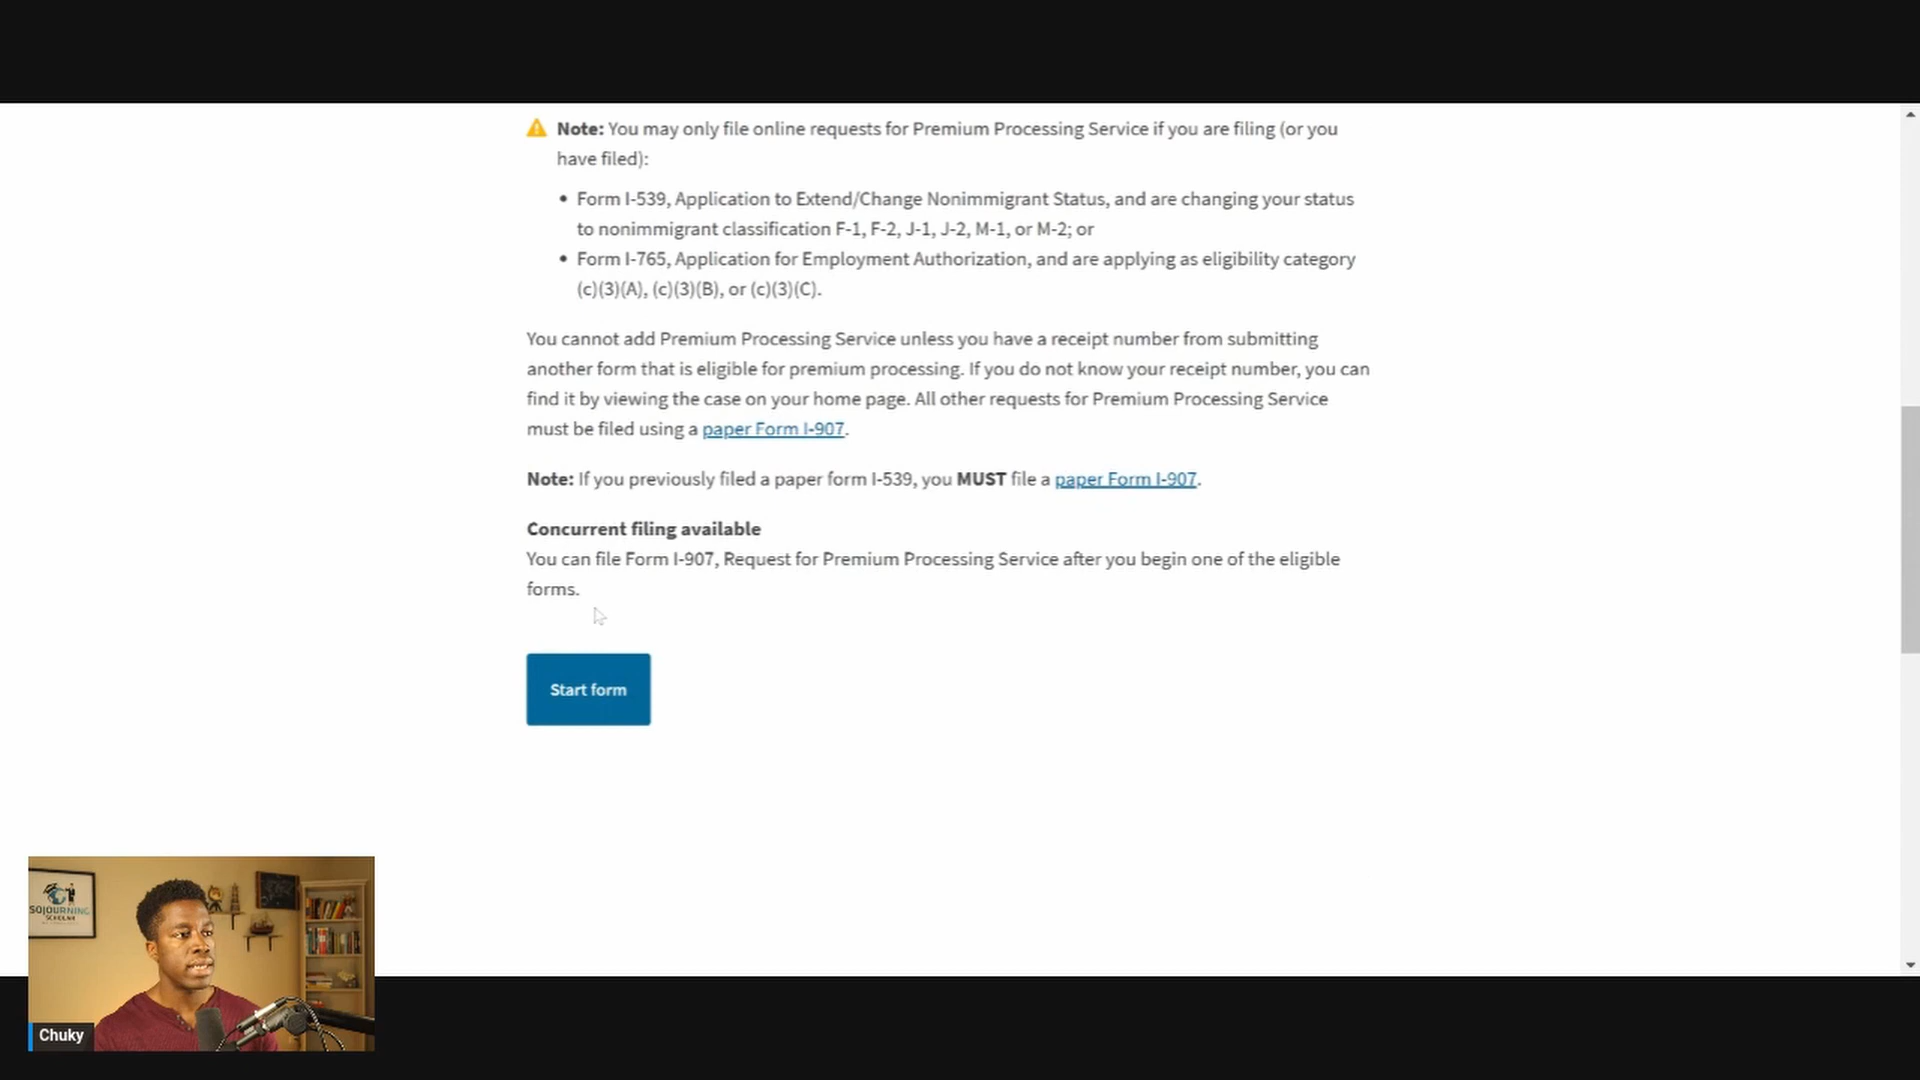 Note: You may only file online requests for Premium Processing Service if you are filing (or you
have filed):
• Form I-539, Application to Extend/Change Nonimmigrant Status, and are changing your status
to nonimmigrant classification F-1, F-2, J-1, J-2, M-1, or M-2; or
• Form I-765, Application for Employment Authorization, and are applying as eligibility category
(c)(3)(A), (c)(3)(B), or (c)(3)(C).
You cannot add Premium Processing Service unless you have a receipt number from submitting
another form that is eligible for premium processing. If you do not know your receipt number, you can
find it by viewing the case on your home page. All other requests for Premium Processing Service
must be filed using a paper Form I-907.
Note: If you previously filed a paper form I-539, you MUST file a paper Form I-907.
Concurrent filing available
You can file Form I-907, Request for Premium Processing Service after you begin one of the eligible
forms.
Start form
SOJOURNING
SCHOLAR
Chuky